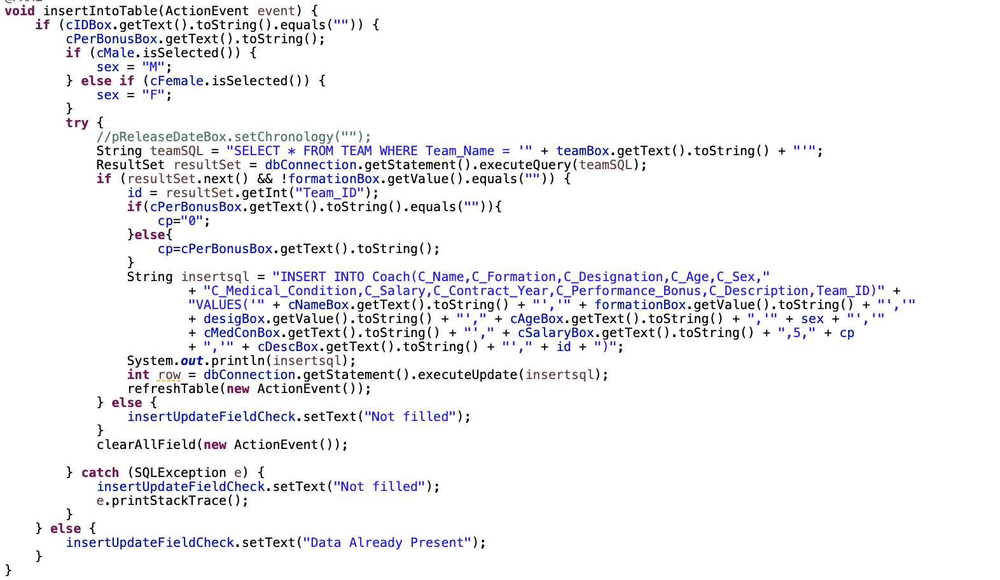 void insertIntoTable(ActionEvent event) {
    if (cIDBox.getText().toString().equals("")) {
        cPerBonusBox.getText().toString();
        if (cMale.isSelected()) {
            sex = "M";
        } else if (cFemale.isSelected()) {
            sex = "F";
        }
        try {
            //pReleaseDateBox.setChronology("");
            String teamSQL = "SELECT * FROM TEAM WHERE Team_Name = '" + teamBox.getText().toString() + "'";
            ResultSet resultSet = dbConnection.getStatement().executeQuery(teamSQL);
            if (resultSet.next() && !formationBox.getValue().equals("")) {
                id = resultSet.getInt("Team_ID");
                if(cPerBonusBox.getText().toString().equals("")){
                    cp="0";
                }else{
                    cp=cPerBonusBox.getText().toString();
                }
                String insertsql = "INSERT INTO Coach(C_Name,C_Formation,C_Designation,C_Age,C_Sex,"
                        + "C_Medical_Condition,C_Salary,C_Contract_Year,C_Performance_Bonus,C_Description,Team_ID)" +
                        "VALUES('" + cNameBox.getText().toString() + "','" + formationBox.getValue().toString() + "','"
                        + desigBox.getValue().toString() + "'," + cAgeBox.getText().toString() + ",'" + sex + "','"
                        + cMedConBox.getText().toString() + "'," + cSalaryBox.getText().toString() + ",5," + cp
                        + ",'" + cDescBox.getText().toString() + "'," + id + ")";
                System.out.println(insertsql);
                int row = dbConnection.getStatement().executeUpdate(insertsql);
                refreshTable(new ActionEvent());
            } else {
                insertUpdateFieldCheck.setText("Not filled");
            }
            clearAllField(new ActionEvent());

        } catch (SQLException e) {
            insertUpdateFieldCheck.setText("Not filled");
            e.printStackTrace();
        }
    } else {
        insertUpdateFieldCheck.setText("Data Already Present");
    }
}